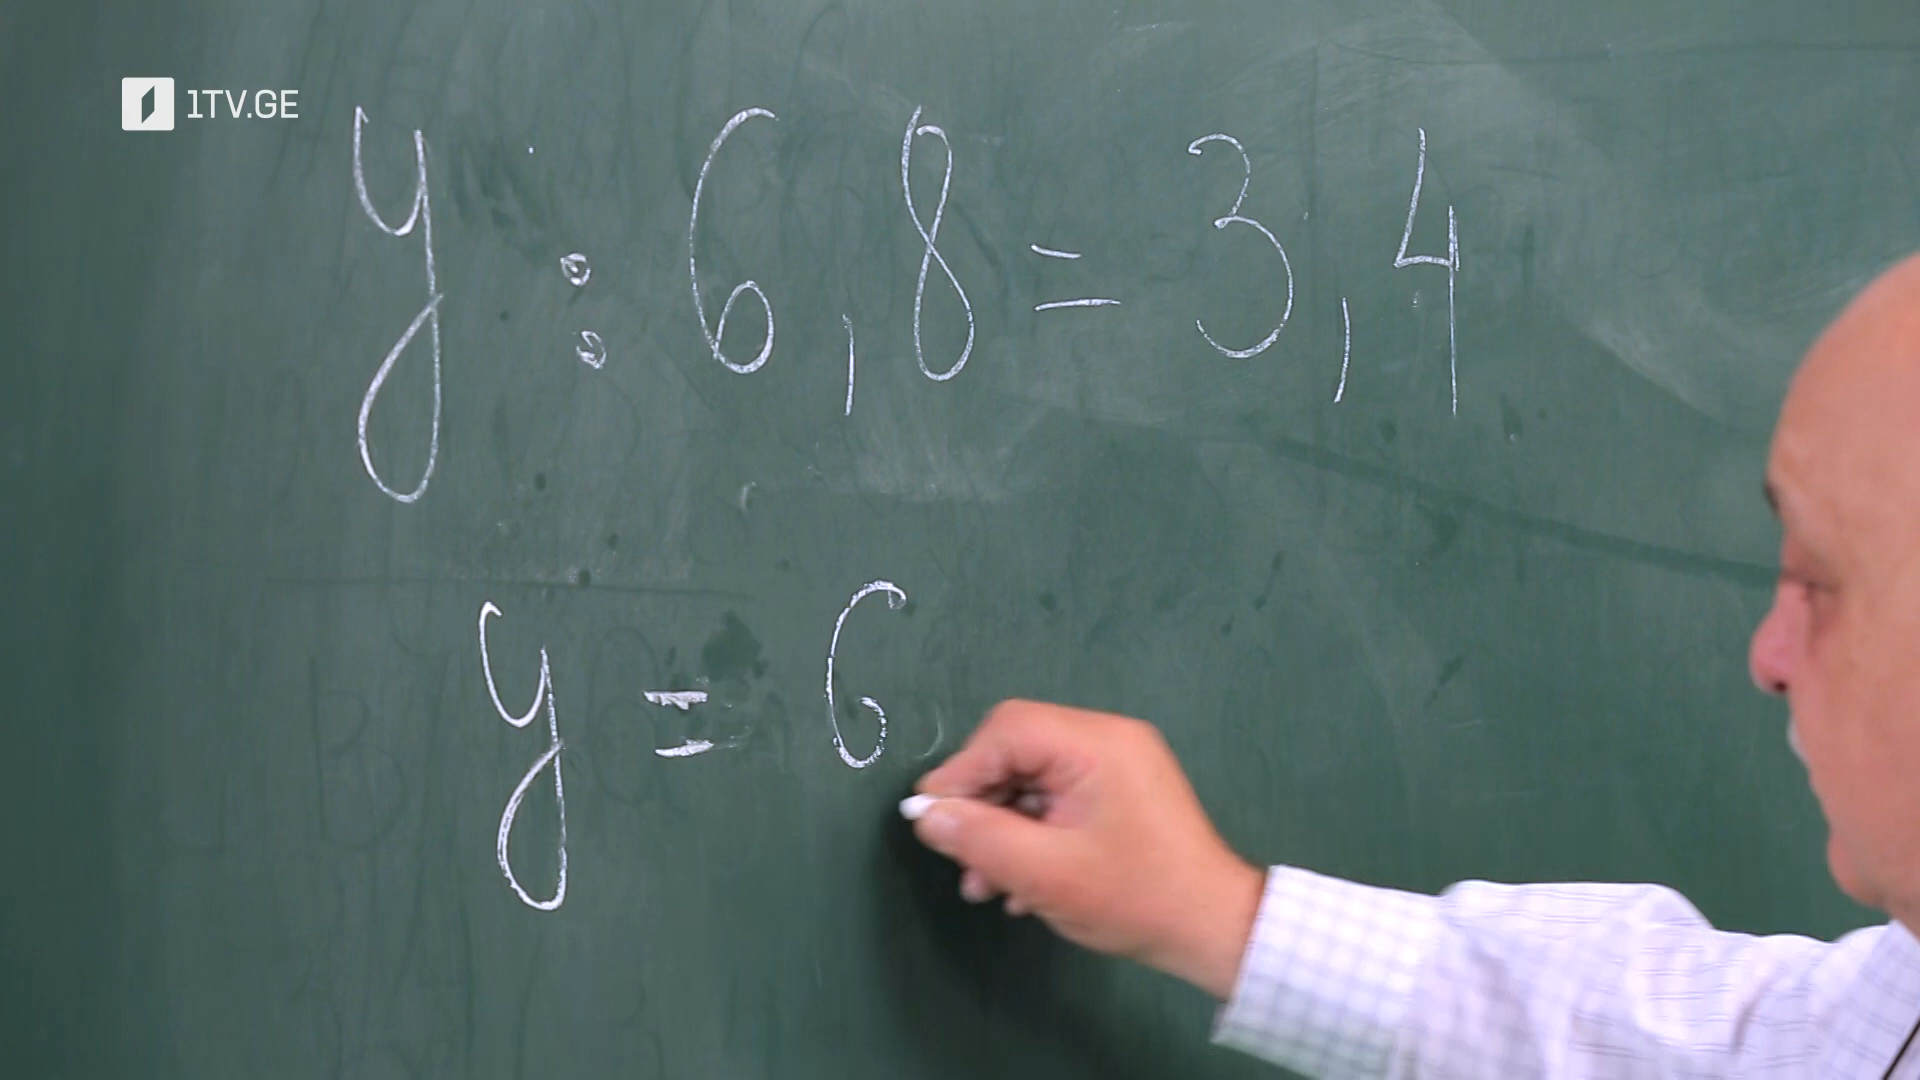 1TV.GE
y : 6,8 = 3,4
y = 6